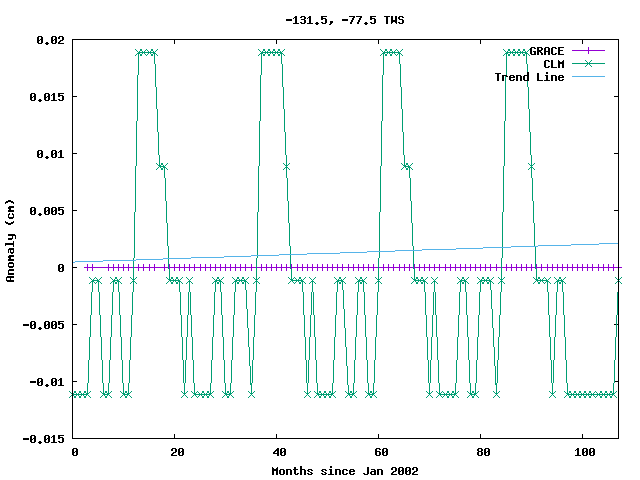 -131.5, -77.5 TWS
GRACE
CLM
Trend Line
0.02
0.015
0.01
0.005
0
-0.005
-0.01
-0.015
Anomaly (cm)
0 20 40 60 80 100
Months since Jan 2002